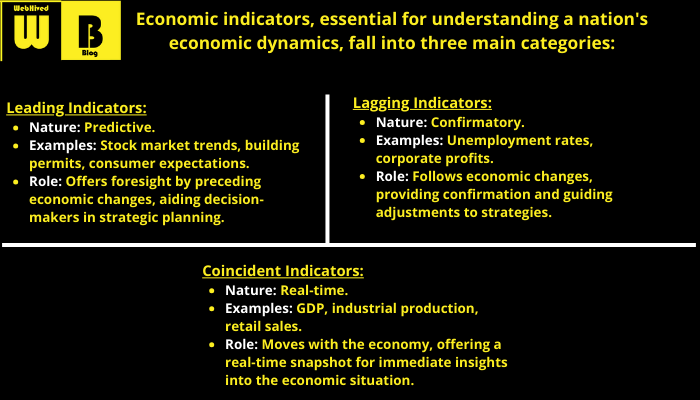 WebHived
W
B
Blog
Economic indicators, essential for understanding a nation's
economic dynamics, fall into three main categories:
Leading Indicators:
• Nature: Predictive.
• Examples: Stock market trends, building
permits, consumer expectations.
• Role: Offers foresight by preceding
economic changes, aiding decision-
makers in strategic planning.
Lagging Indicators:
• Nature: Confirmatory.
• Examples: Unemployment rates,
corporate profits.
• Role: Follows economic changes,
providing confirmation and guiding
adjustments to strategies.
Coincident Indicators:
• Nature: Real-time.
• Examples: GDP, industrial production,
retail sales.
• Role: Moves with the economy, offering a
real-time snapshot for immediate insights
into the economic situation.